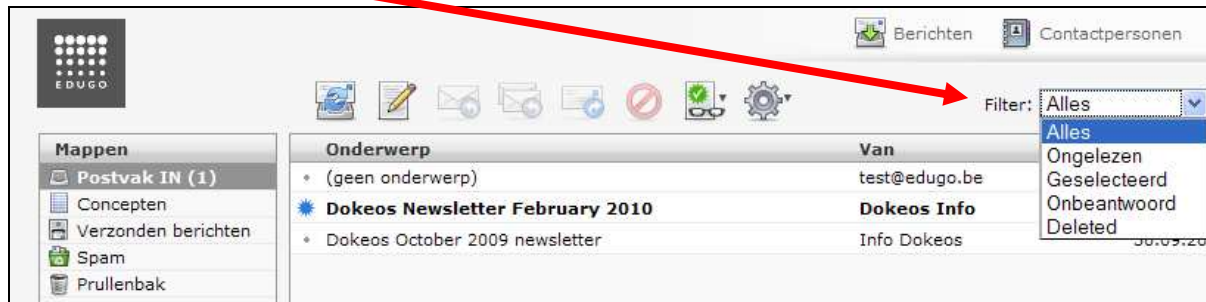 EDUGO
Berichten Contactpersonen
Filter: Alles
Alles
Ongelezen
Geselecteerd
Onbeantwoord
Deleted
Mappen
Postvak IN (1)
Concepten
Verzonden berichten
Spam
Prullenbak
Onderwerp Van
(geen onderwerp) test@edugo.be
Dokeos Newsletter February 2010 Dokeos Info
Dokeos October 2009 newsletter Info Dokeos